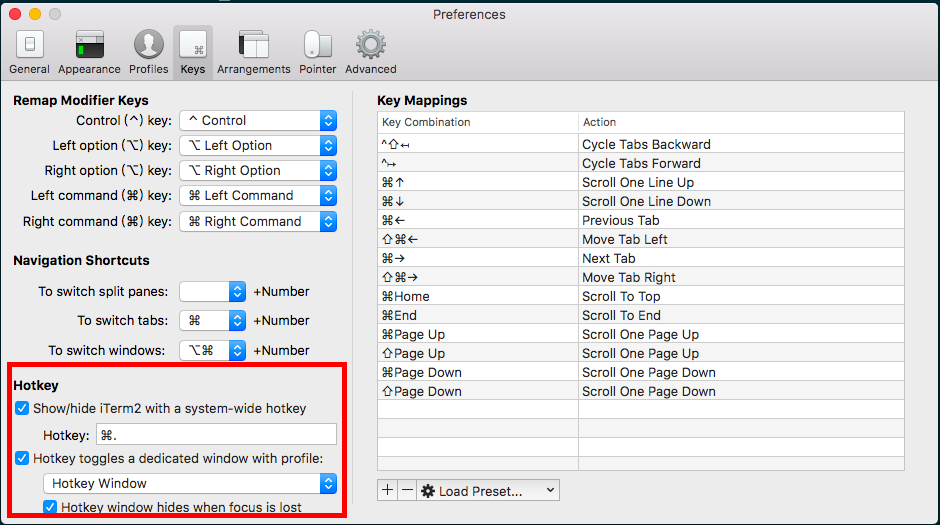 Preferences
General Appearance Profiles Keys Arrangements Pointer Advanced
Remap Modifier Keys
Control (^) key: ^ Control
Left option (⌥) key: ⌥ Left Option
Right option (⌥) key: ⌥ Right Option
Left command (⌘) key: ⌘ Left Command
Right command (⌘) key: ⌘ Right Command
Navigation Shortcuts
To switch split panes: +Number
To switch tabs: ⌘ +Number
To switch windows: ⌥⌘ +Number
Hotkey
Show/hide iTerm2 with a system-wide hotkey
Hotkey: ⌘.
Hotkey toggles a dedicated window with profile:
Hotkey Window
Hotkey window hides when focus is lost
Key Mappings
Key Combination Action
^⇧↤ Cycle Tabs Backward
^↦ Cycle Tabs Forward
⌘↑ Scroll One Line Up
⌘↓ Scroll One Line Down
⌘← Previous Tab
⇧⌘← Move Tab Left
⌘→ Next Tab
⇧⌘→ Move Tab Right
⌘Home Scroll To Top
⌘End Scroll To End
⌘Page Up Scroll One Page Up
⇧Page Up Scroll One Page Up
⌘Page Down Scroll One Page Down
⇧Page Down Scroll One Page Down
+ − Load Preset...